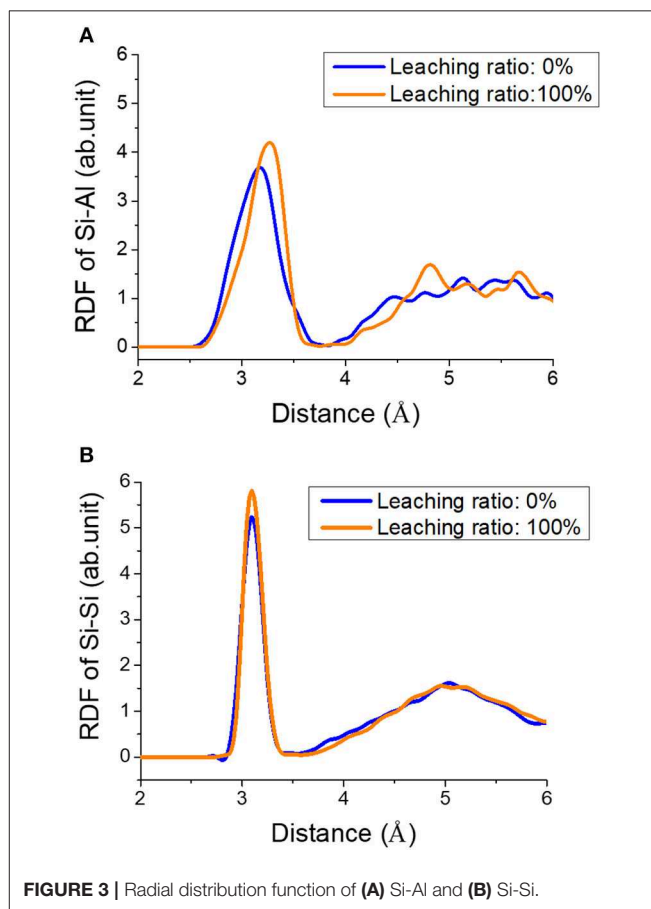 A
Leaching ratio: 0%
Leaching ratio:100%
RDF of Si-Al (ab.unit)
6
5
4
3
2
1
0
2 3 4 5 6
Distance (Å)
B
Leaching ratio: 0%
Leaching ratio: 100%
RDF of Si-Si (ab.unit)
6
5
4
3
2
1
0
2 3 4 5 6
Distance (Å)
FIGURE 3 | Radial distribution function of (A) Si-Al and (B) Si-Si.